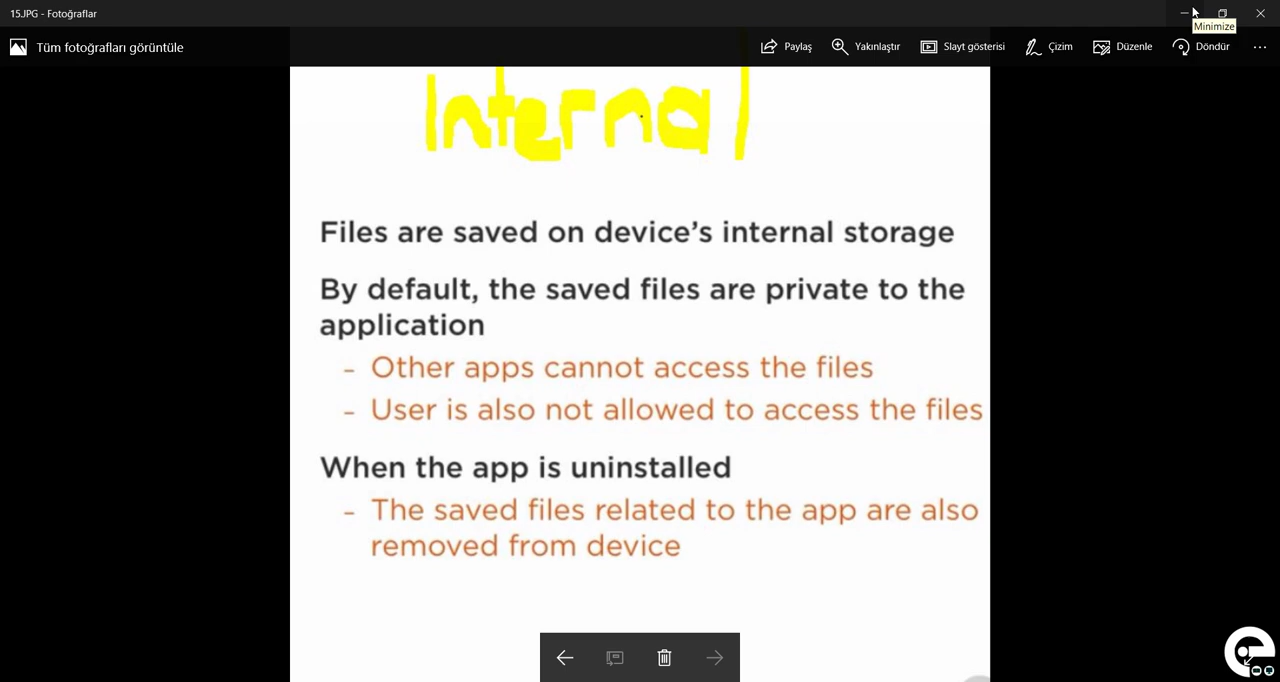 15.JPG - Fotoğraflar
Minimize
Tüm fotoğrafları görüntüle
Paylaş
Yakınlaştır
Slayt gösterisi
Çizim
Düzenle
Döndür
Internal
Files are saved on device's internal storage
By default, the saved files are private to the
application
- Other apps cannot access the files
- User is also not allowed to access the files
When the app is uninstalled
- The saved files related to the app are also
removed from device